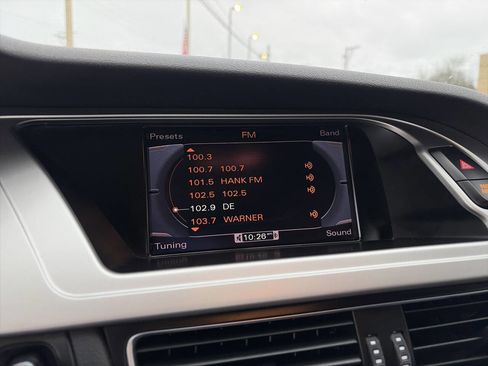 Presets FM Band
100.3
100.7 100.7
101.5 HANK FM
102.5 102.5
102.9 DE
103.7 WARNER
Tuning 10:26 Sound